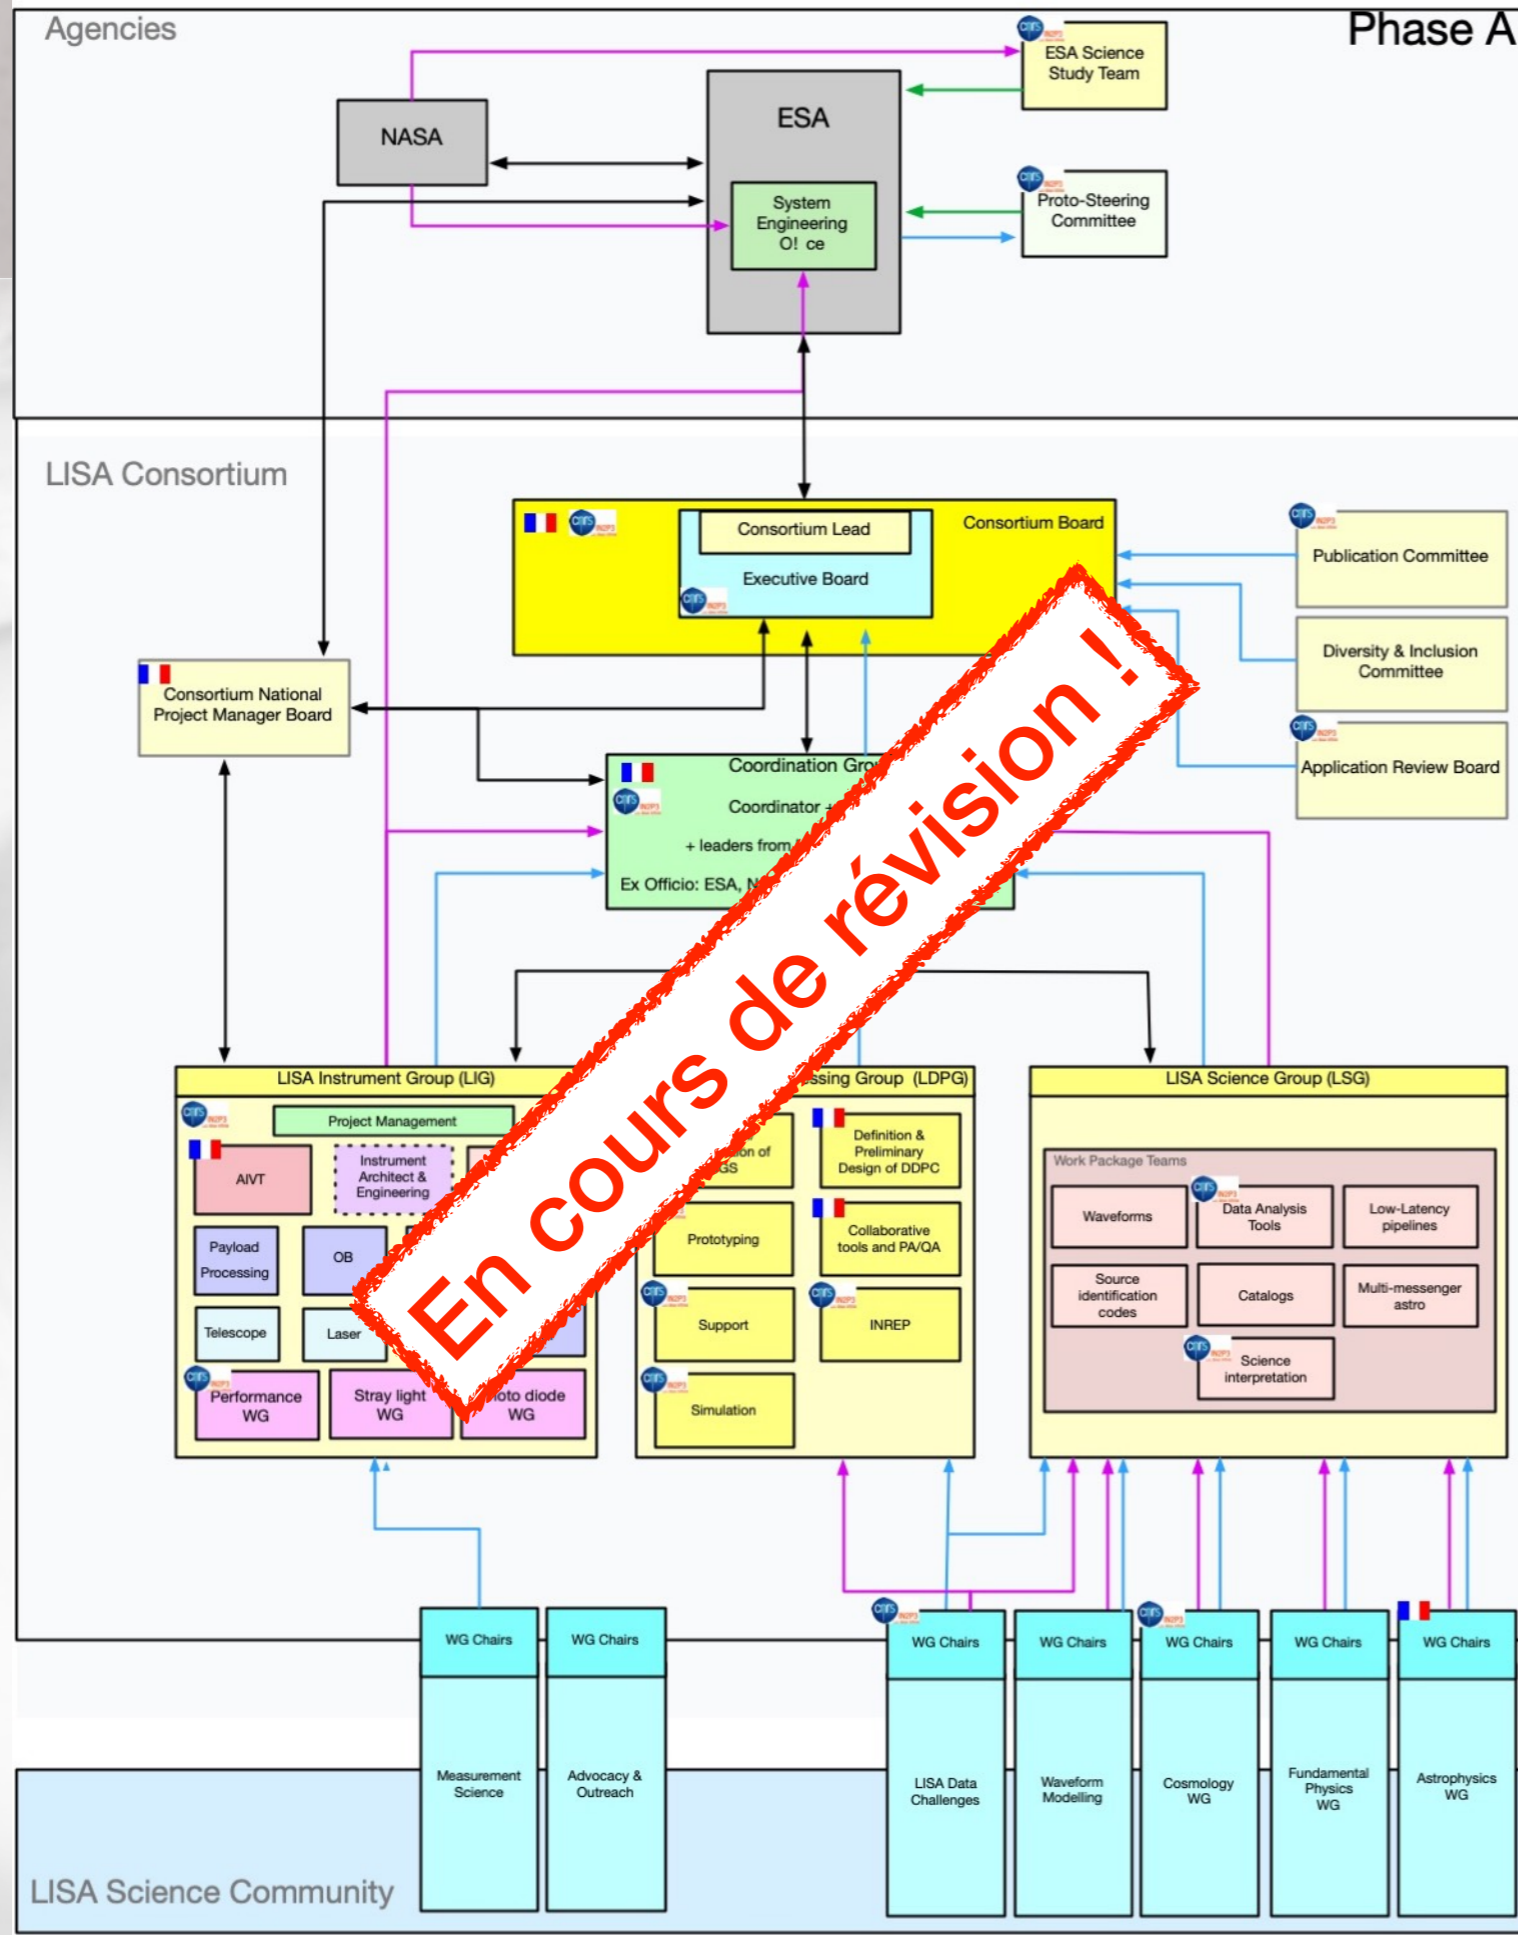 Agencies
Phase A
ESA Science
Study Team
NASA
ESA
System
Engineering
O! ce
Proto-Steering
Committee
LISA Consortium
Consortium Lead
Consortium Board
Executive Board
Publication Committee
Diversity & Inclusion
Committee
Application Review Board
Consortium National
Project Manager Board
Coordination
Coordinator +
+ leaders from
Ex Officio: ESA,
En cours de révision !
LISA Instrument Group (LIG)
Project Management
AIVT
Instrument
Architect &
Engineering
Payload
Processing
OB
Telescope
Laser
Performance
WG
Stray light
WG
diode
WG
Group (LDPG)
of
Definition &
Preliminary
Design of DDPC
Prototyping
Collaborative
tools and PA/QA
Support
INREP
Simulation
LISA Science Group (LSG)
Work Package Teams
Waveforms
Data Analysis
Tools
Low-Latency
pipelines
Source
identification
codes
Catalogs
Multi-messenger
astro
Science
interpretation
WG Chairs
WG Chairs
WG Chairs
WG Chairs
WG Chairs
WG Chairs
WG Chairs
Measurement
Science
Advocacy &
Outreach
LISA Data
Challenges
Waveform
Modelling
Cosmology
WG
Fundamental
Physics
WG
Astrophysics
WG
LISA Science Community